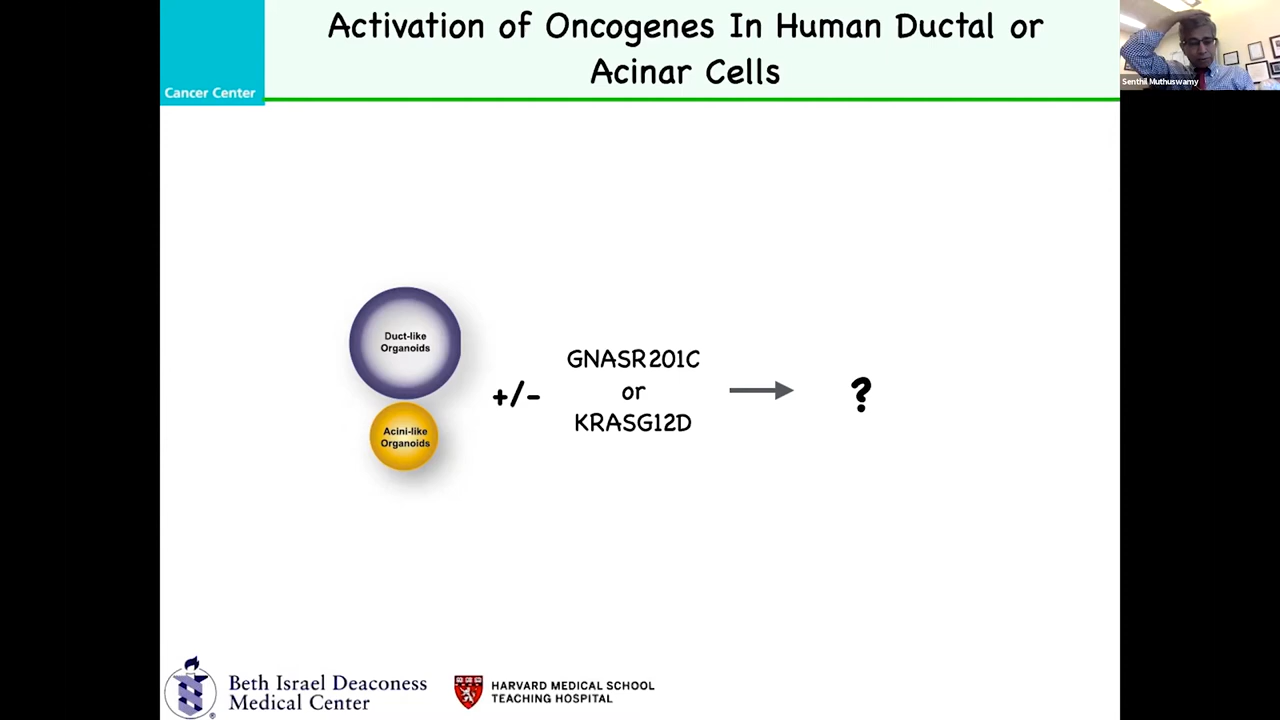 Activation of Oncogenes In Human Ductal or
Acinar Cells
Cancer Center
Senthil Muthuswamy
Duct-like
Organoids
Acini-like
Organoids
+/-
GNASR201C
or
KRASG12D
?
Beth Israel Deaconess
Medical Center
®
HARVARD MEDICAL SCHOOL
TEACHING HOSPITAL